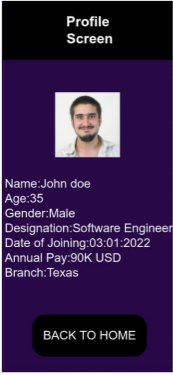 Profile
Screen
Name:John doe
Age:35
Gender:Male
Designation:Software Engineer
Date of Joining:03:01:2022
Annual Pay:90K USD
Branch:Texas
BACK TO HOME